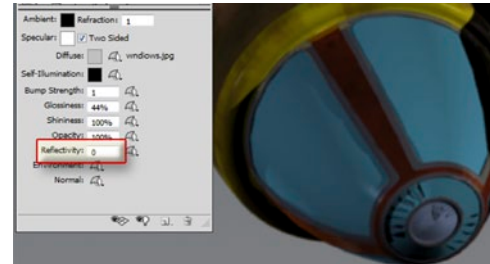 Ambient: Refraction: 1
Specular: Two Sided
Diffuse: wndiows.jpg
Self-Illumination:
Bump Strength: 1
Glossiness: 44%
Shininess: 100%
Opacity: 100%
Reflectivity: 0
Environment:
Normal: